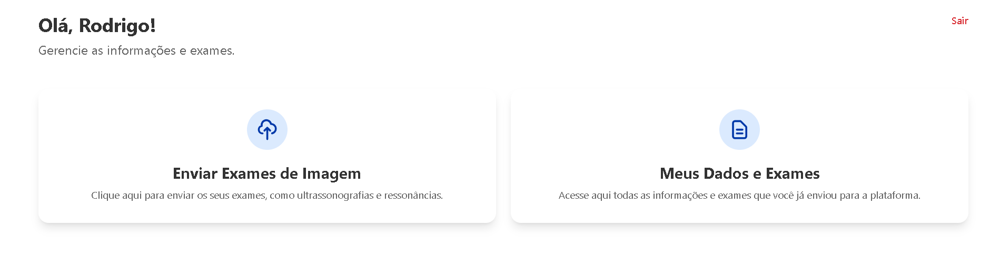 Olá, Rodrigo!
Sair
Gerencie as informações e exames.
Enviar Exames de Imagem
Clique aqui para enviar os seus exames, como ultrassonografias e ressonâncias.
Meus Dados e Exames
Acesse aqui todas as informações e exames que você já enviou para a plataforma.